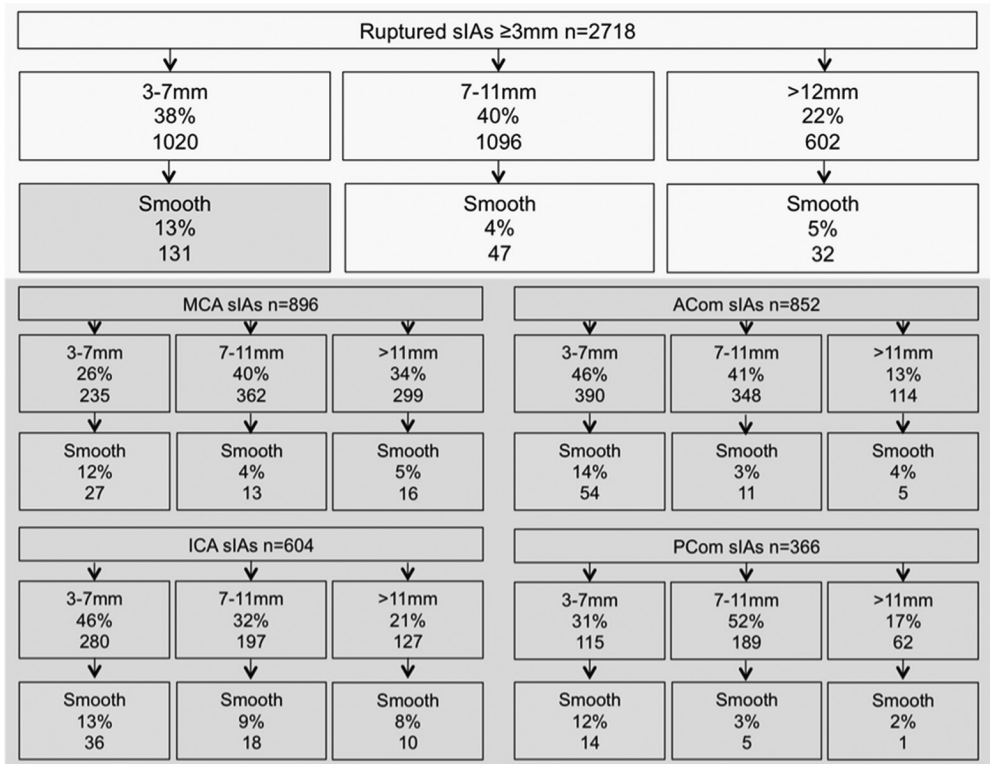 Ruptured sIAs ≥3mm n=2718
3-7mm
38%
1020
7-11mm
40%
1096
>12mm
22%
602
Smooth
13%
131
Smooth
4%
47
Smooth
5%
32
MCA sIAs n=896
3-7mm
26%
235
7-11mm
40%
362
>11mm
34%
299
Smooth
12%
27
Smooth
4%
13
Smooth
5%
16
ACom sIAs n=852
3-7mm
46%
390
7-11mm
41%
348
>11mm
13%
114
Smooth
14%
54
Smooth
3%
11
Smooth
4%
5
ICA sIAs n=604
3-7mm
46%
280
7-11mm
32%
197
>11mm
21%
127
Smooth
13%
36
Smooth
9%
18
Smooth
8%
10
PCom sIAs n=366
3-7mm
31%
115
7-11mm
52%
189
>11mm
17%
62
Smooth
12%
14
Smooth
3%
5
Smooth
2%
1